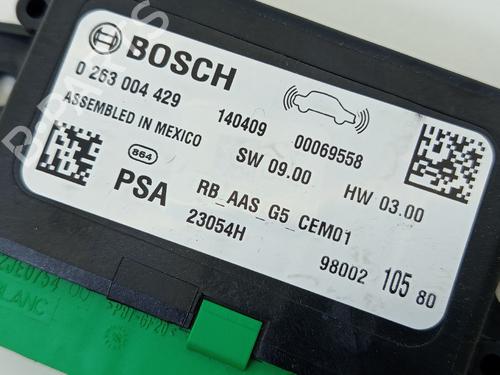 BOSCH
0 263 004 429
ASSEMBLED IN MEXICO
140409
00069558
SW 09.00
HW 03.00
864
PSA
RB_AAS_G5_CEM01
23054H
98002 105 80
BLANC